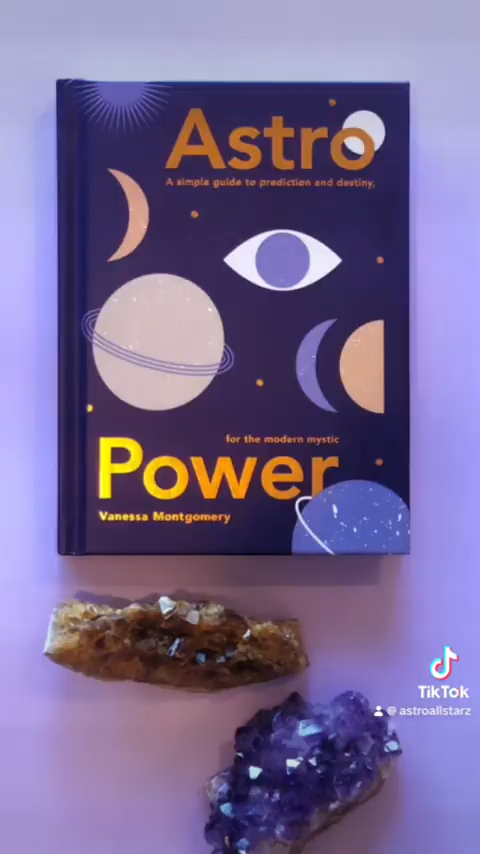 Astro
A simple guide to prediction and destiny,
for the modern mystic
Power
Vanessa Montgomery
TikTok
@ astroallstarz